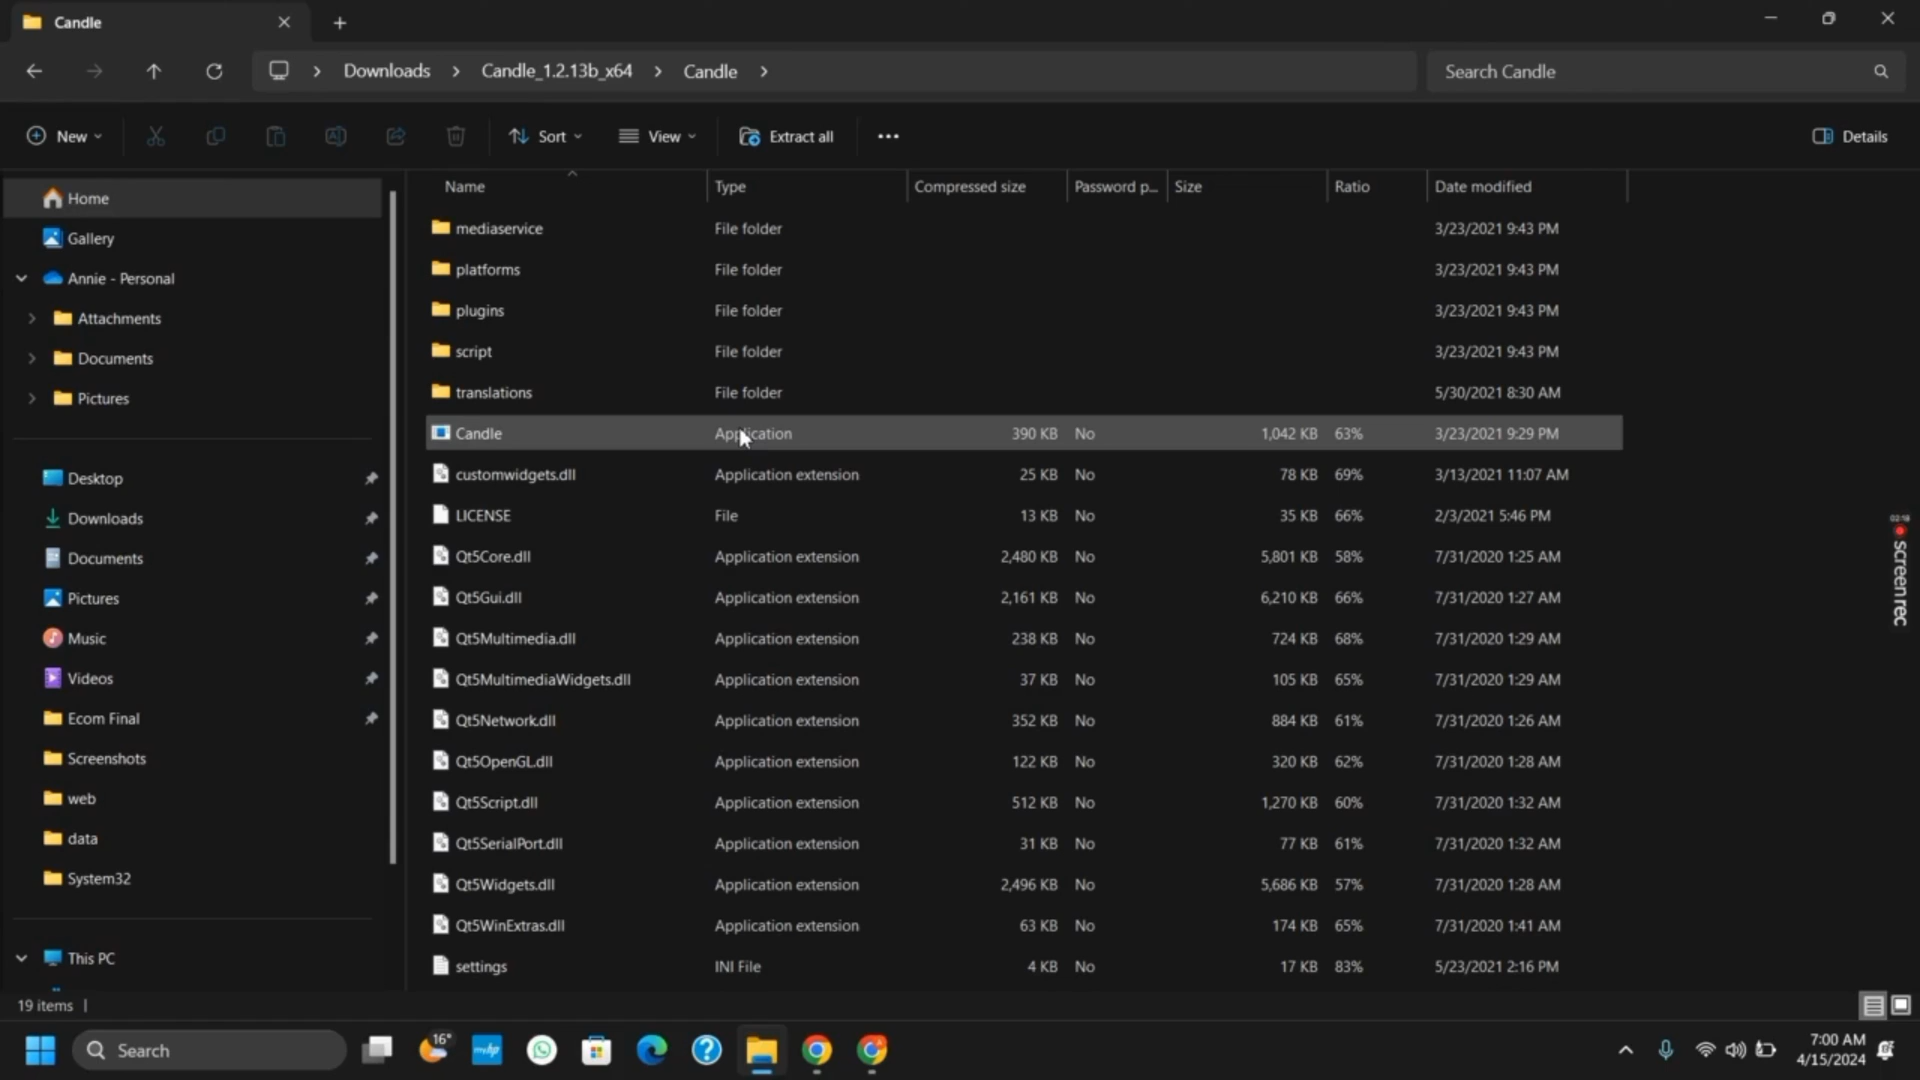 Candle
Downloads > Candle_1.2.13b_x64 > Candle >
Search Candle
New
Sort
View
Extract all
Details
Name Type Compressed size Password p... Size Ratio Date modified
mediaservice File folder 3/23/2021 9:43 PM
platforms File folder 3/23/2021 9:43 PM
plugins File folder 3/23/2021 9:43 PM
script File folder 3/23/2021 9:43 PM
translations File folder 5/30/2021 8:30 AM
Candle Application 390 KB No 1,042 KB 63% 3/23/2021 9:29 PM
customwidgets.dll Application extension 25 KB No 78 KB 69% 3/13/2021 11:07 AM
LICENSE File 13 KB No 35 KB 66% 2/3/2021 5:46 PM
Qt5Core.dll Application extension 2,480 KB No 5,801 KB 58% 7/31/2020 1:25 AM
Qt5Gui.dll Application extension 2,161 KB No 6,210 KB 66% 7/31/2020 1:27 AM
Qt5Multimedia.dll Application extension 238 KB No 724 KB 68% 7/31/2020 1:29 AM
Qt5MultimediaWidgets.dll Application extension 37 KB No 105 KB 65% 7/31/2020 1:29 AM
Qt5Network.dll Application extension 352 KB No 884 KB 61% 7/31/2020 1:26 AM
Qt5OpenGL.dll Application extension 122 KB No 320 KB 62% 7/31/2020 1:28 AM
Qt5Script.dll Application extension 512 KB No 1,270 KB 60% 7/31/2020 1:32 AM
Qt5SerialPort.dll Application extension 31 KB No 77 KB 61% 7/31/2020 1:32 AM
Qt5Widgets.dll Application extension 2,496 KB No 5,686 KB 57% 7/31/2020 1:28 AM
Qt5WinExtras.dll Application extension 63 KB No 174 KB 65% 7/31/2020 1:41 AM
settings INI File 4 KB No 17 KB 83% 5/23/2021 2:16 PM
Home
Gallery
Annie - Personal
Attachments
Documents
Pictures
Desktop
Downloads
Documents
Pictures
Music
Videos
Ecom Final
Screenshots
web
data
System32
This PC
19 items
screenrec
Search
16°
myhp
7:00 AM
4/15/2024